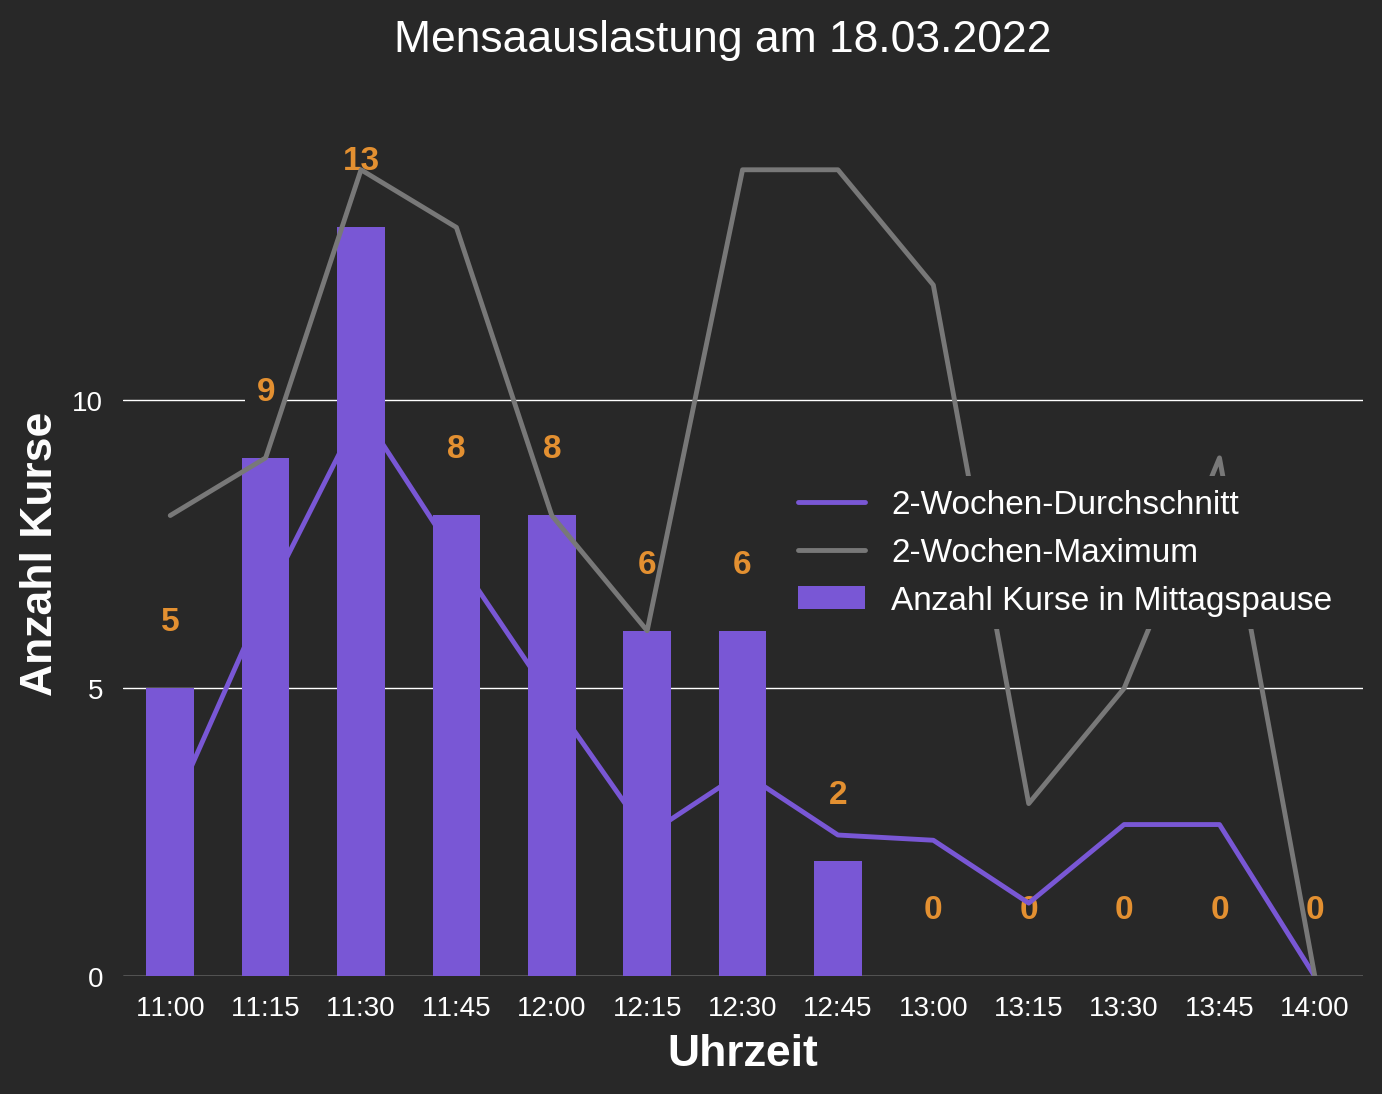 Mensaauslastung am 18.03.2022
13
9
10
8 8
6 6
5
5
2
0 0 0 0 0
0
2-Wochen-Durchschnitt
2-Wochen-Maximum
Anzahl Kurse in Mittagspause
Anzahl Kurse
11:00 11:15 11:30 11:45 12:00 12:15 12:30 12:45 13:00 13:15 13:30 13:45 14:00
Uhrzeit